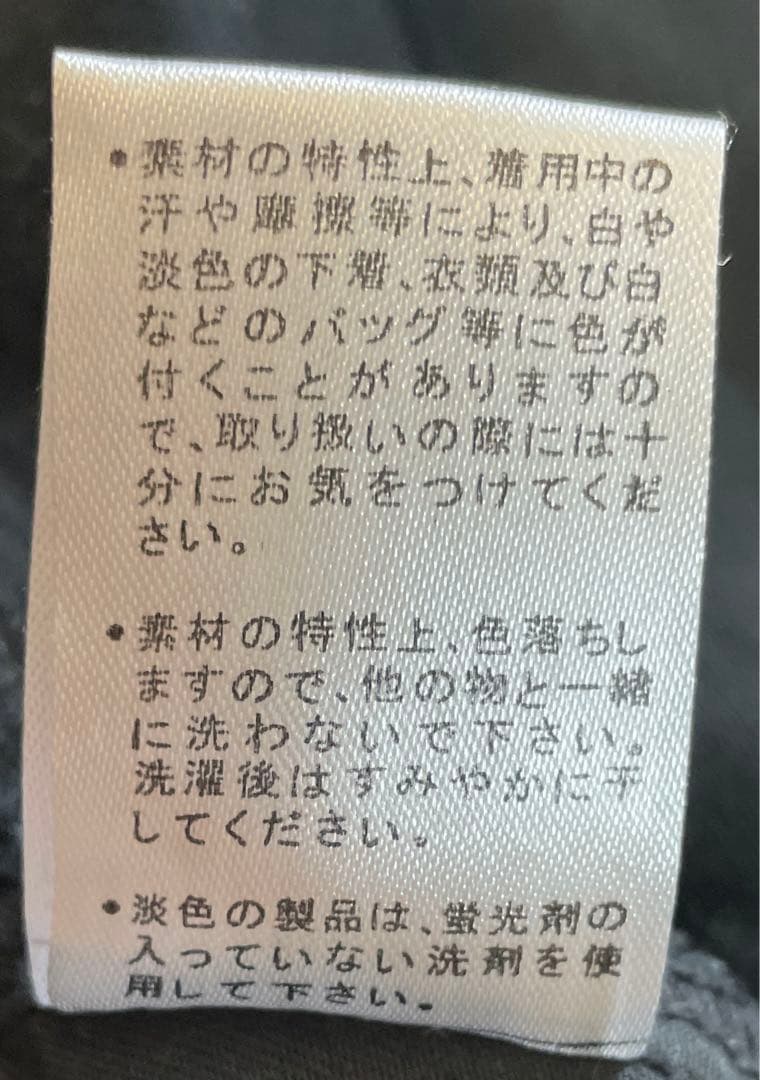 ・素材の特性上、着用中の
汗や摩擦等により、白や
淡色の下着、衣類及び白
などのバッグ等に色が
付くことがありますの
で、取り扱いの際には十
分にお気をつけてくだ
さい。
・素材の特性上、色落ちし
ますので、他の物と一緒
に洗わないで下さい。
洗濯後はすみやかに干
してください。
・淡色の製品は、蛍光剤の
入っていない洗剤を使
用して下さい。